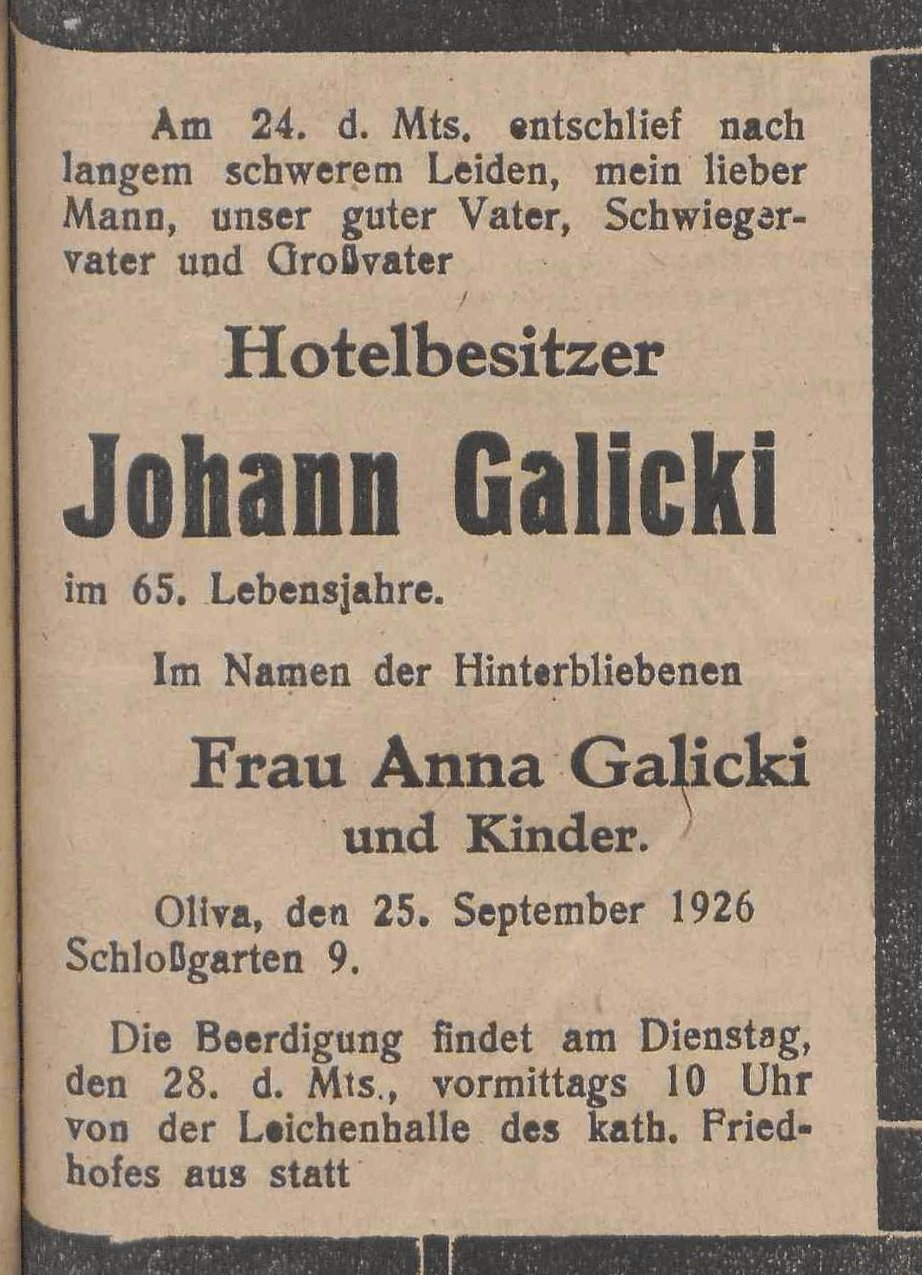 Am 24. d. Mts. entschlief nach
langem schwerem Leiden, mein lieber
Mann, unser guter Vater, Schwieger-
vater und Großvater
Hotelbesitzer
Johann Galicki
im 65. Lebensjahre.
Im Namen der Hinterbliebenen
Frau Anna Galicki
und Kinder.
Oliva, den 25. September 1926
Schloßgarten 9.
Die Beerdigung findet am Dienstag,
den 28. d. Mts., vormittags 10 Uhr
von der Leichenhalle des kath. Fried-
hofes aus statt